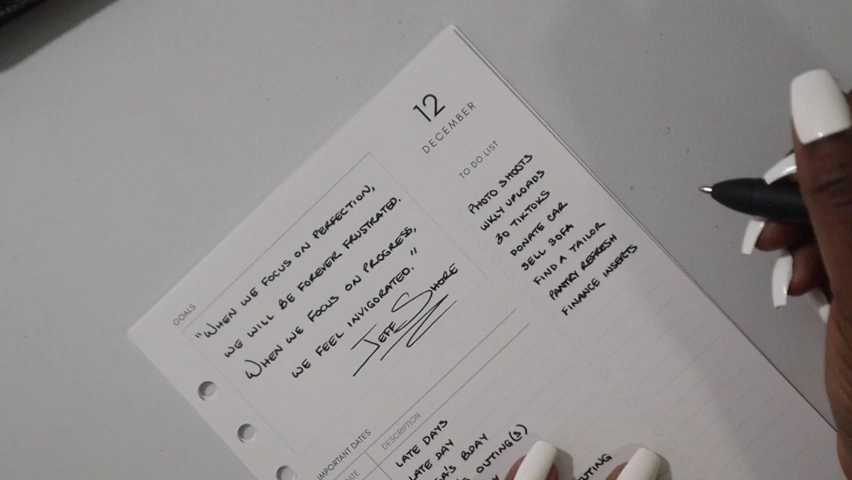 12
DECEMBER
TO DO LIST
PHOTO SHOOTS
WKLY UPLOADS
30 TIKTOKS
DONATE CAR
SELL SOFA
FIND A TAILOR
PANTRY REFRESH
FINANCE INSERTS
GOALS
"WHEN WE FOCUS ON PERFECTION,
WE WILL BE FOREVER FRUSTRATED.
WHEN WE FOCUS ON PROGRESS,
WE FEEL INVIGORATED."
JEFF SHORE
IMPORTANT DATES
DATE DESCRIPTION
LATE DAYS
LATE DAY
BDAY
OUTING(S)